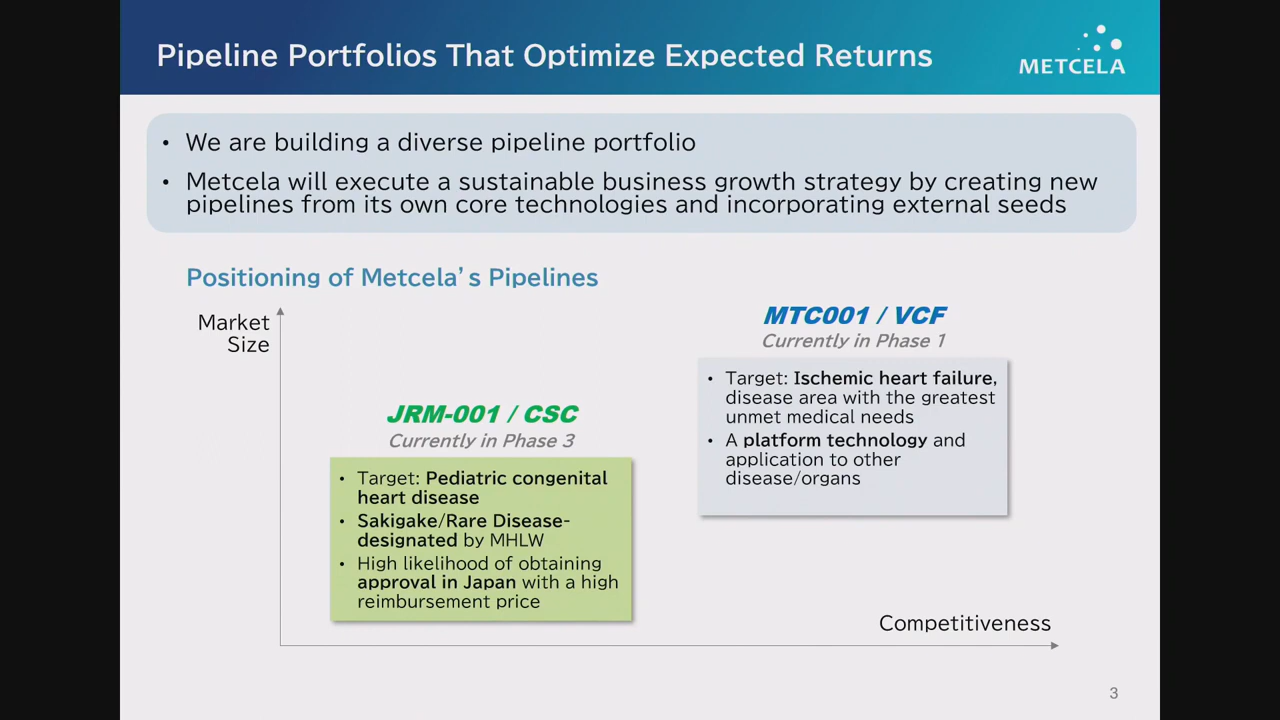 Pipeline Portfolios That Optimize Expected Returns
METCELA
• We are building a diverse pipeline portfolio
• Metcela will execute a sustainable business growth strategy by creating new
pipelines from its own core technologies and incorporating external seeds
Positioning of Metcela’s Pipelines
Market
Size
MTC001 / VCF
Currently in Phase 1
• Target: Ischemic heart failure,
disease area with the greatest
unmet medical needs
• A platform technology and
application to other
disease/organs
JRM-001 / CSC
Currently in Phase 3
• Target: Pediatric congenital
heart disease
• Sakigake/Rare Disease-
designated by MHLW
• High likelihood of obtaining
approval in Japan with a high
reimbursement price
Competitiveness
3